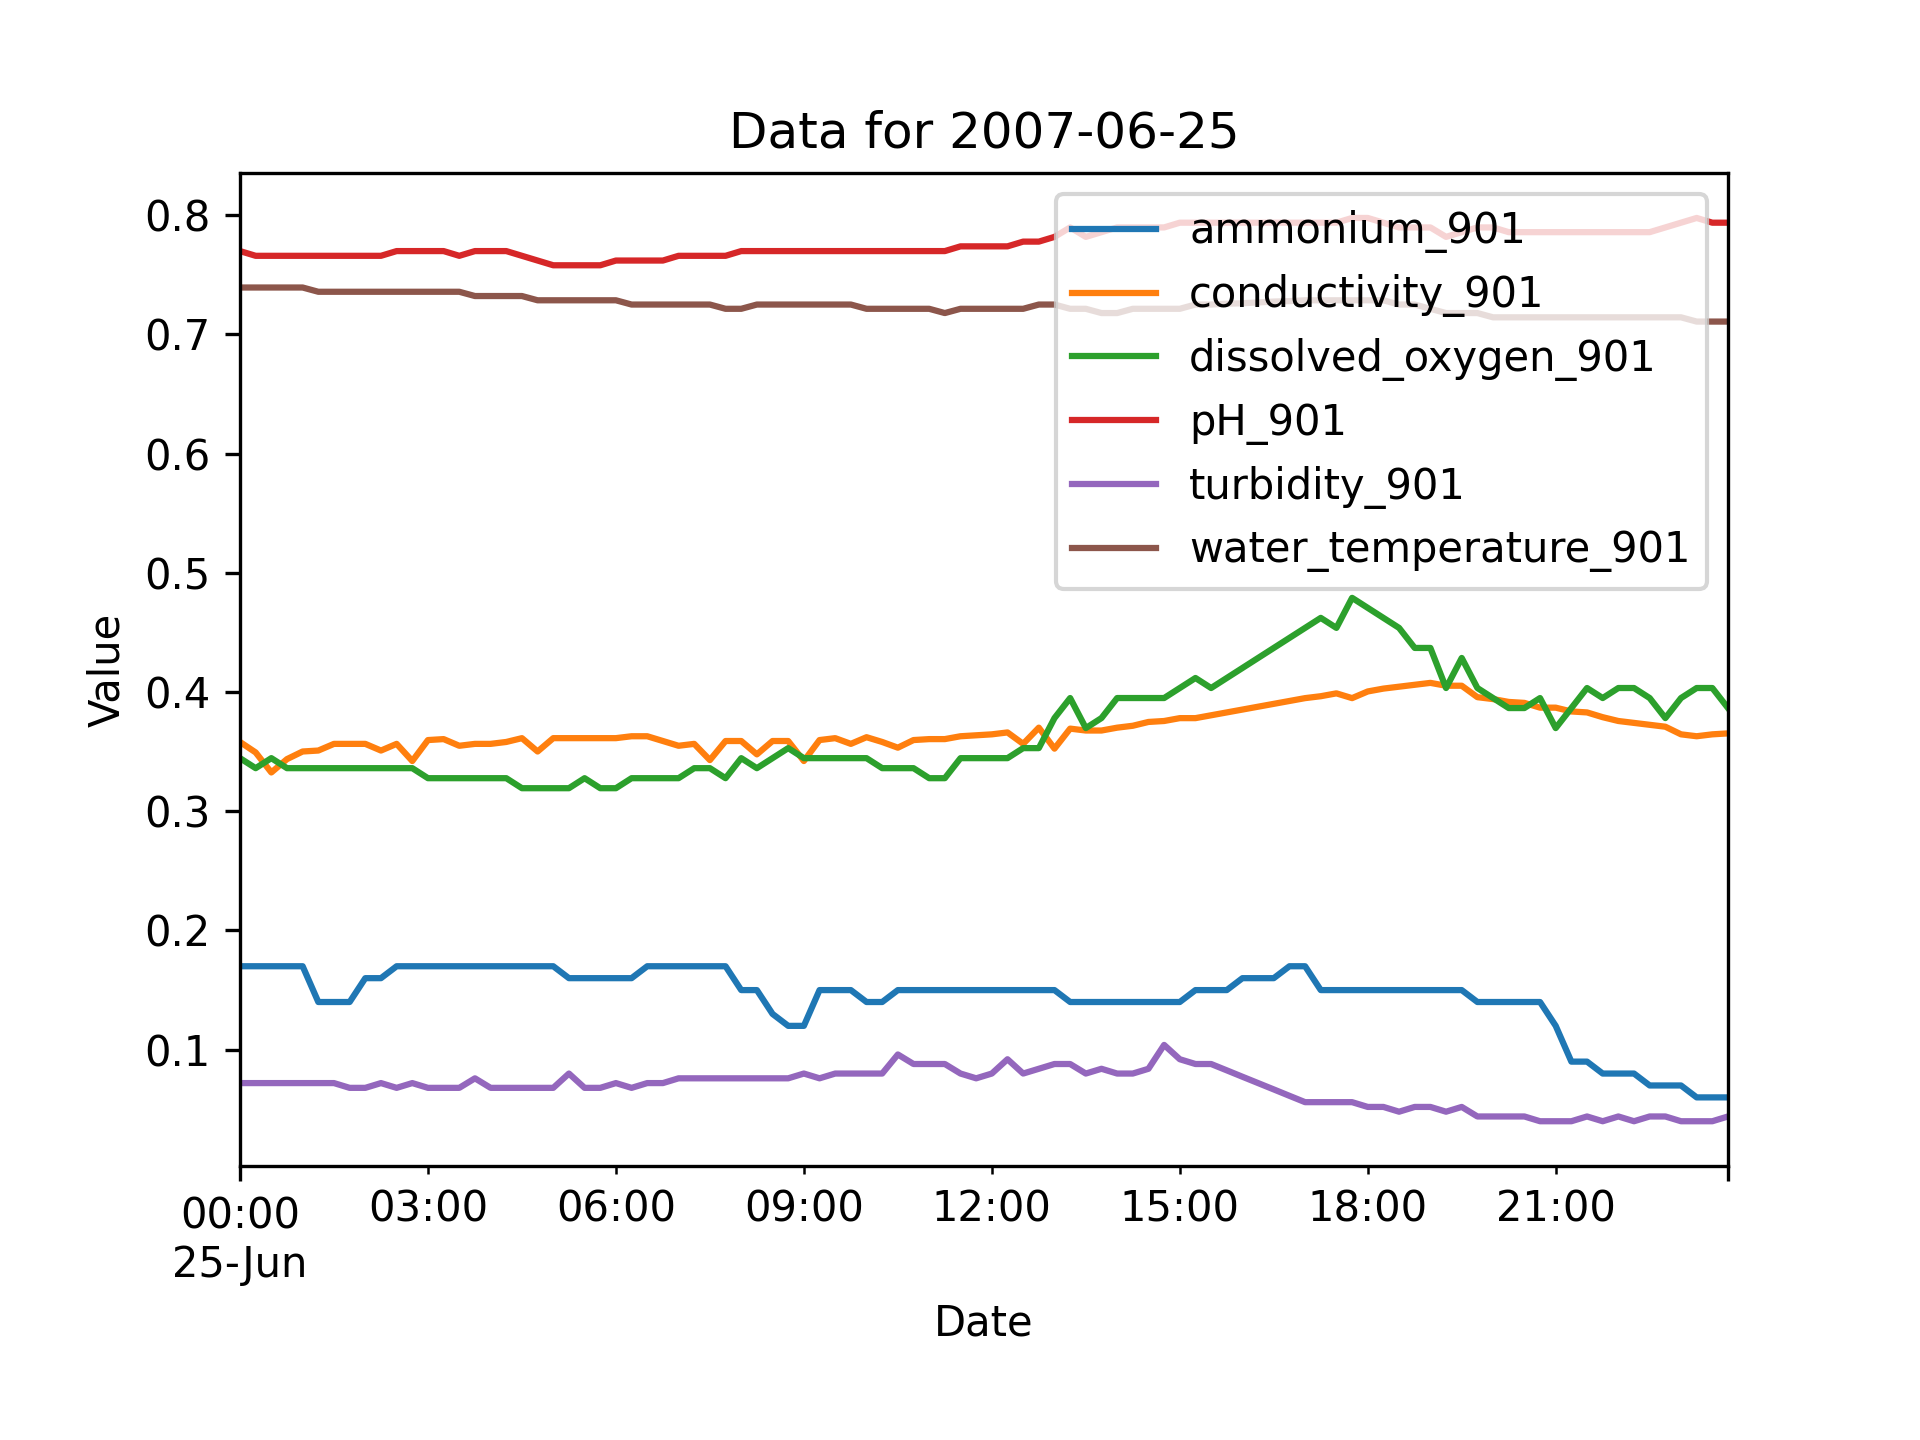 Data for 2007-06-25
0.8
0.7
0.6
0.5
0.4
0.3
0.2
0.1
Value
ammonium_901
conductivity_901
dissolved_oxygen_901
pH_901
turbidity_901
water_temperature_901
00:00 03:00 06:00 09:00 12:00 15:00 18:00 21:00
25-Jun
Date